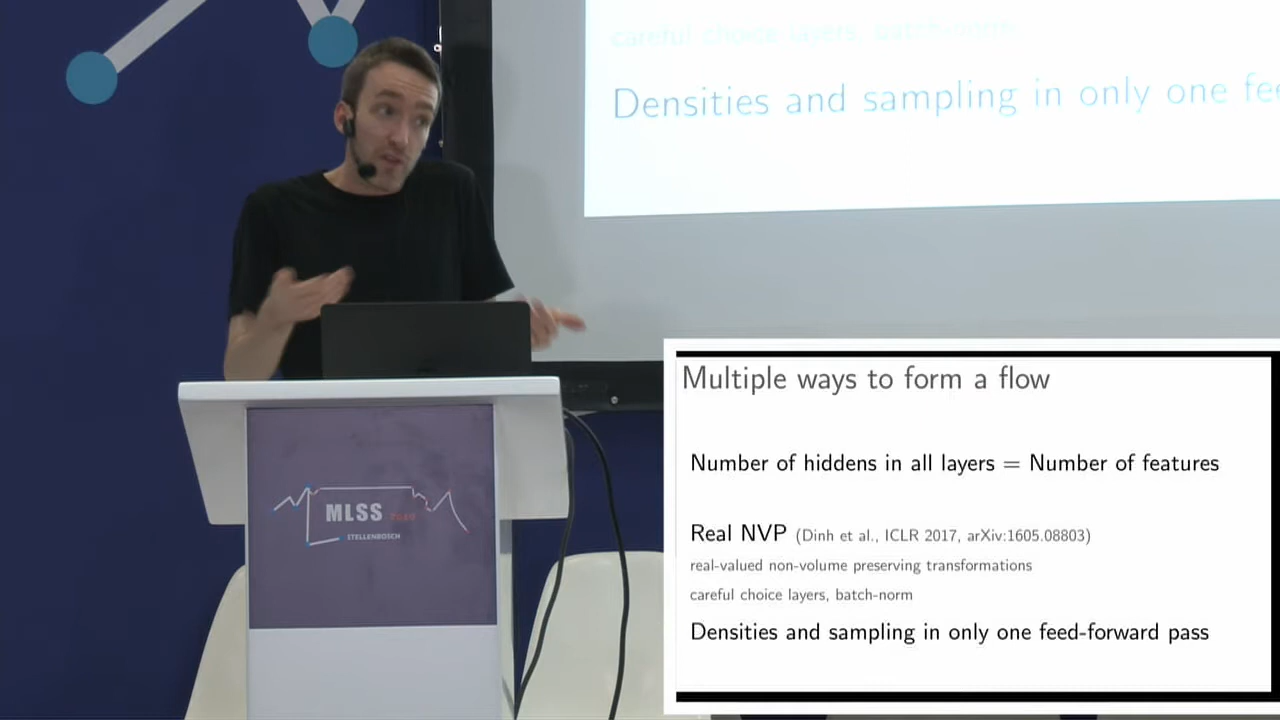 careful choice layers, batch-norm
Densities and sampling in only one fee
Multiple ways to form a flow
Number of hiddens in all layers = Number of features
Real NVP (Dinh et al., ICLR 2017, arXiv:1605.08803)
real-valued non-volume preserving transformations
careful choice layers, batch-norm
Densities and sampling in only one feed-forward pass
MLSS 2019
STELLENBOSCH